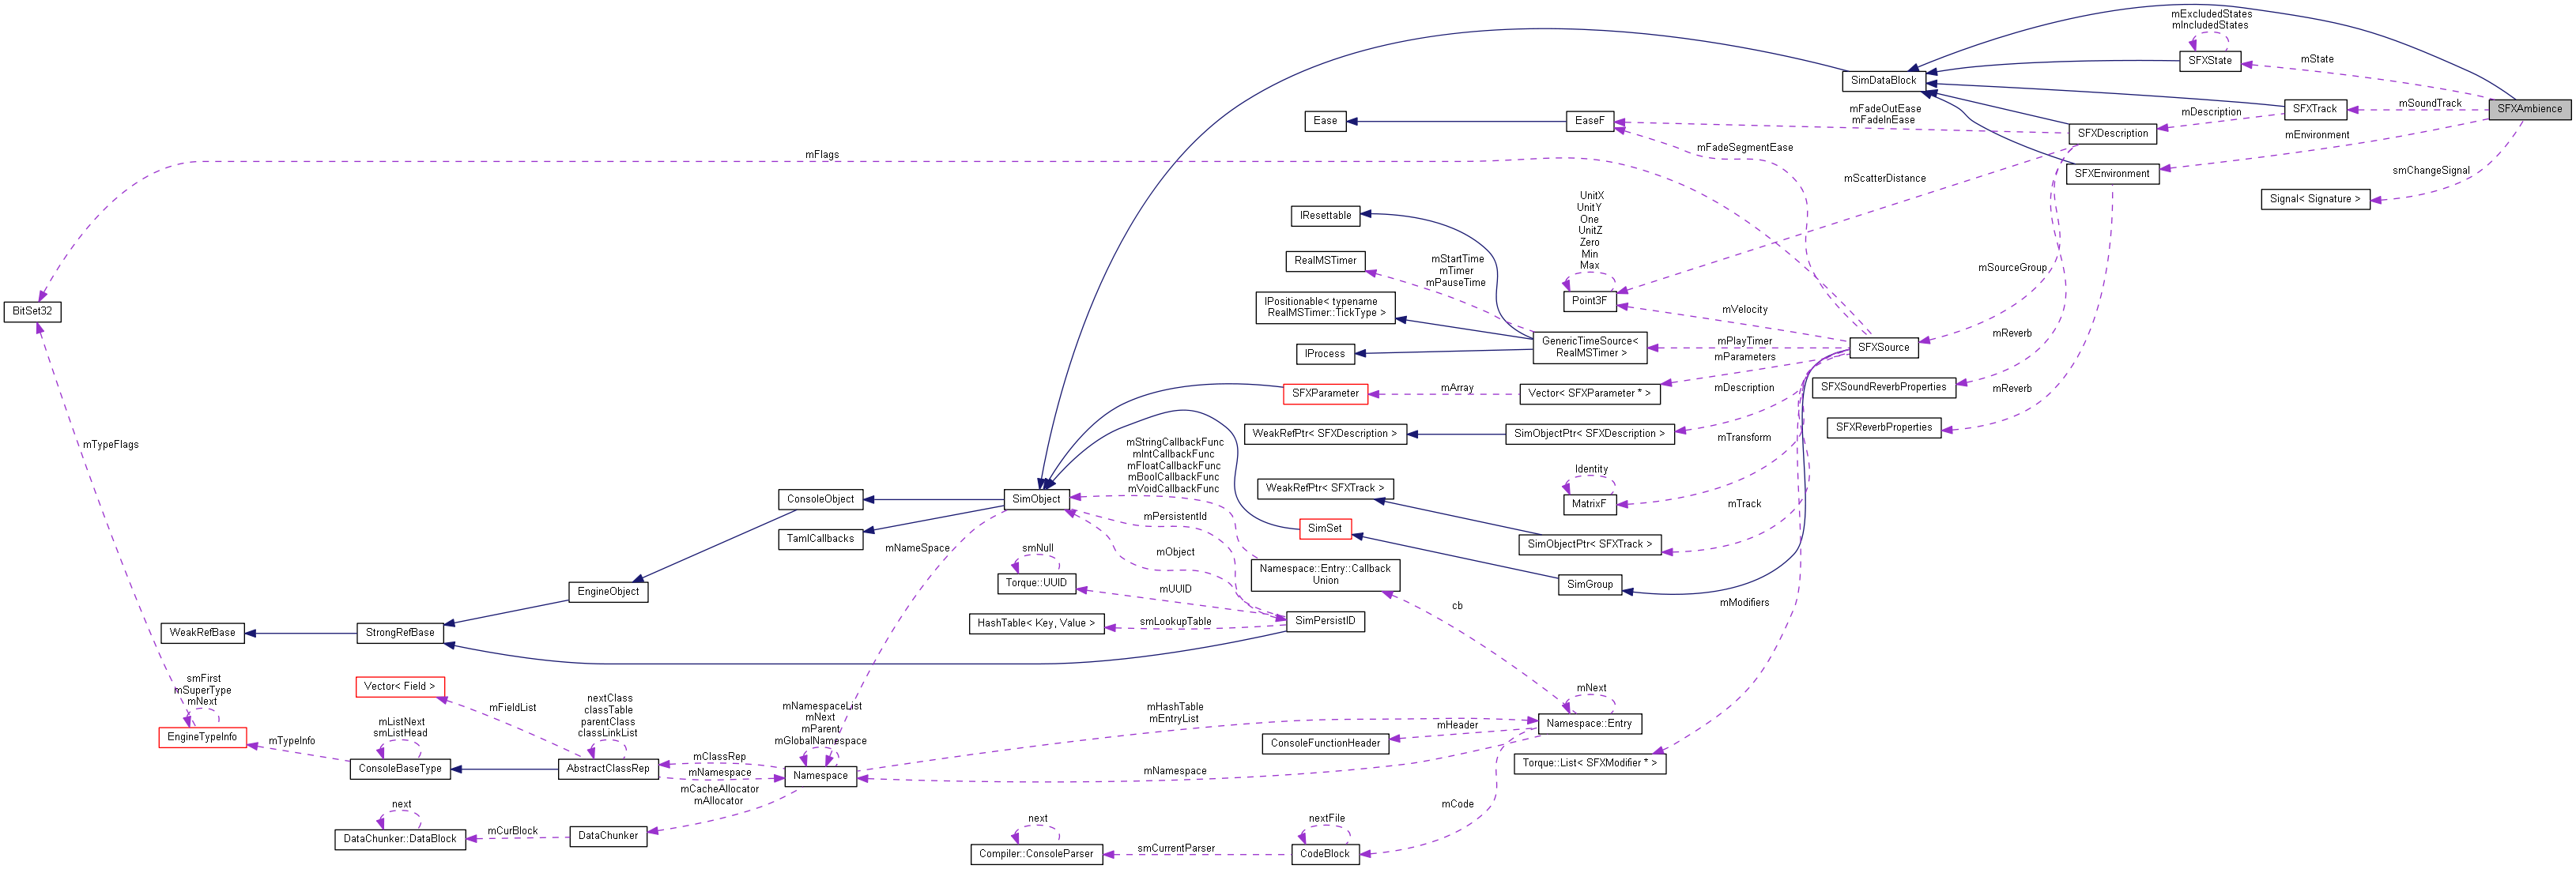 mExcludedStates
mIncludedStates
SFXState
mState
SimDataBlock
SFXAmbience
mSoundTrack
SFXTrack
mDescription
mFadeOutEase
mFadeInEase
Ease
EaseF
SFXDescription
mEnvironment
mFlags
mFadeSegmentEase
mScatterDistance
SFXEnvironment
smChangeSignal
Signal< Signature >
UnitX
UnitY
One
UnitZ
Zero
Min
Max
IResettable
RealMSTimer
mStartTime
mTimer
mPauseTime
mSourceGroup
IPositionable< typename
RealMSTimer::TickType >
Point3F
BitSet32
mVelocity
mReverb
IProcess
GenericTimeSource<
RealMSTimer >
mPlayTimer
SFXSource
mParameters
SFXParameter
mArray
Vector< SFXParameter * >
mDescription
SFXSoundReverbProperties
mReverb
SFXReverbProperties
WeakRefPtr< SFXDescription >
SimObjectPtr< SFXDescription >
mTypeFlags
mStringCallbackFunc
mIntCallbackFunc
mFloatCallbackFunc
mBoolCallbackFunc
mVoidCallbackFunc
mTransform
Identity
MatrixF
WeakRefPtr< SFXTrack >
ConsoleObject
SimObject
mTrack
mPersistentId
SimSet
TamlCallbacks
SimObjectPtr< SFXTrack >
mNameSpace
smNull
mObject
Torque::UUID
Namespace::Entry::Callback
Union
SimGroup
mUUID
EngineObject
cb
mModifiers
HashTable< Key, Value >
smLookupTable
SimPersistID
WeakRefBase
StrongRefBase
smFirst
mSuperType
mNext
EngineTypeInfo
Vector< Field >
mFieldList
nextClass
classTable
parentClass
classLinkList
mNamespaceList
mNext
mParent
mGlobalNamespace
mHashTable
mEntryList
mNext
Namespace::Entry
mHeader
ConsoleFunctionHeader
mListNext
smListHead
mTypeInfo
ConsoleBaseType
AbstractClassRep
mClassRep
mNamespace
Namespace
mNamespace
Torque::List< SFXModifier * >
mCacheAllocator
mAllocator
mCode
next
DataChunker::DataBlock
mCurBlock
DataChunker
next
Compiler::ConsoleParser
smCurrentParser
nextFile
CodeBlock